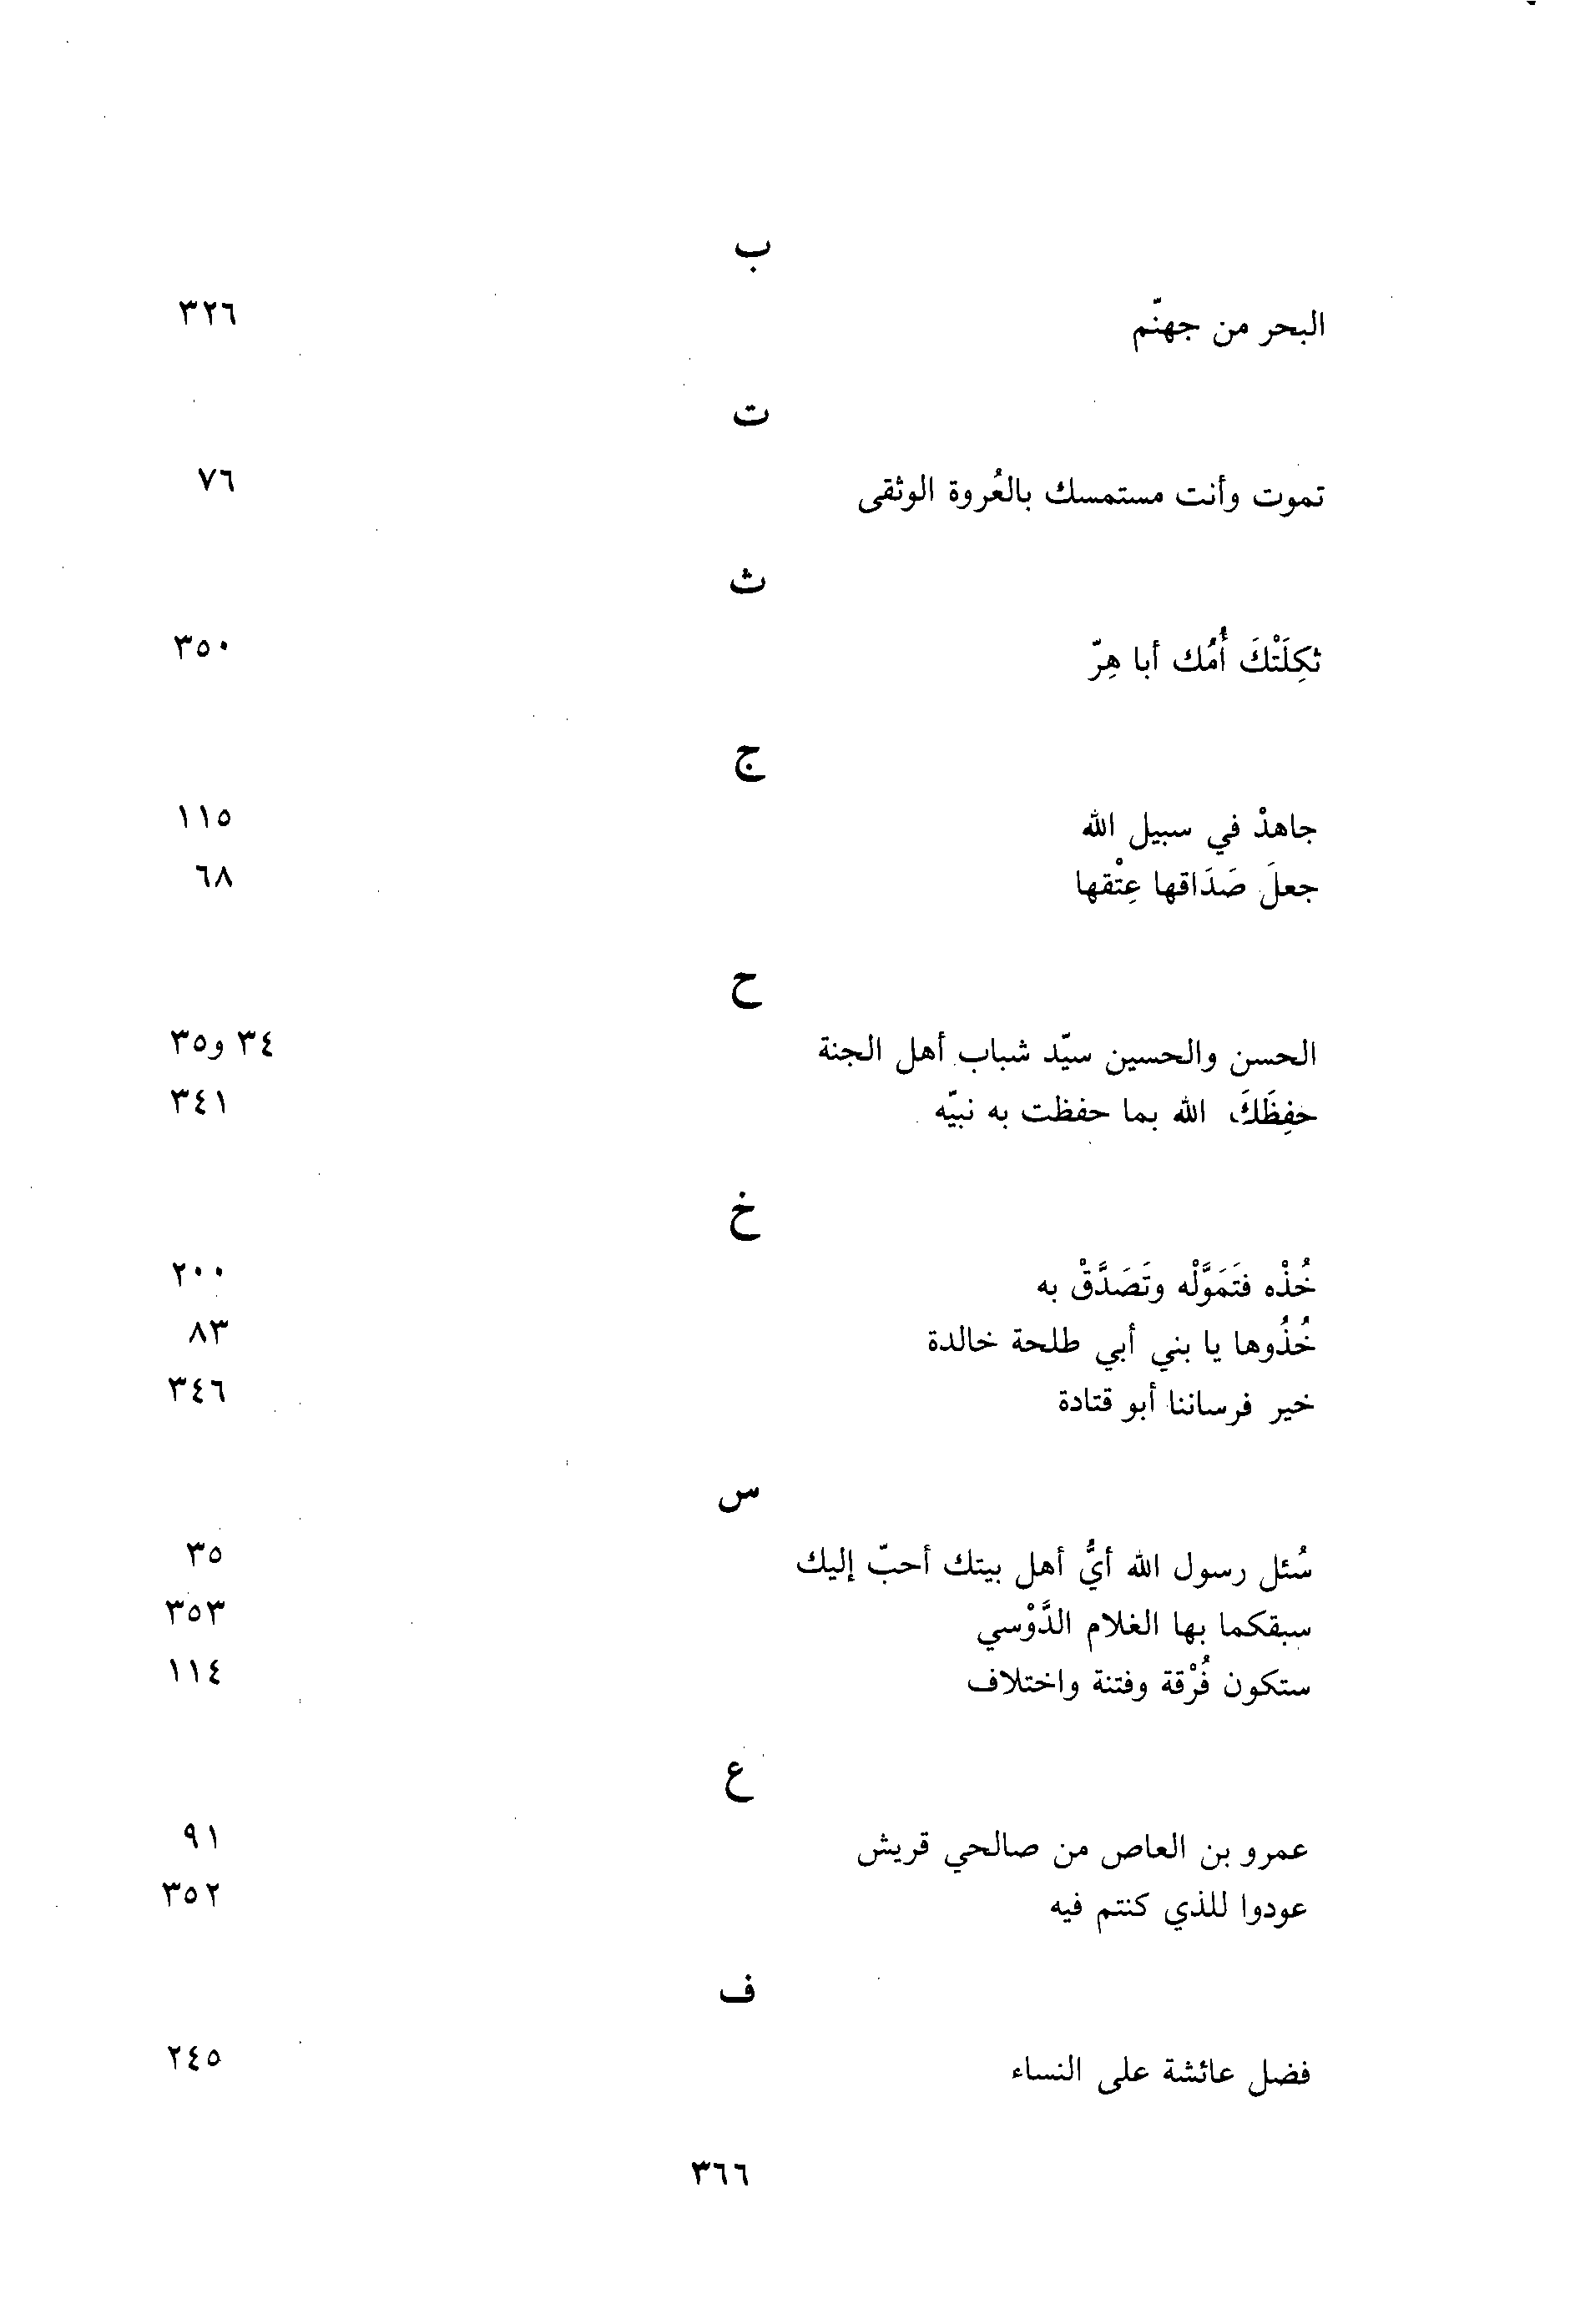 ب
البحر من جهنّم ٣٢٦
ت
تموت وأنت مستمسك بالعُروة الوثقى ٧٦
ث
ثكِلَتْكَ أُمُك أبا هِرّ ٣٥٠
ج
جاهدْ في سبيل الله ١١٥
جعلَ صَدَاقها عِتْقها ٦٨
ح
الحسن والحسين سيّد شباب أهل الجنة ٣٤ و٣٥
حفِظَكَ الله بما حفظت به نبيّه ٣٤١
خ
خُذْه فتَمَوَّلْه وتَصَدَّقْ به ٢٠٠
خُذُوها يا بني أبي طلحة خالدة ٨٣
خير فرساننا أبو قتادة ٣٤٦
س
سُئل رسول الله أيُّ أهل بيتك أحبّ إليك ٣٥
سبقكما بها الغلام الدَّوْسي ٣٥٣
ستكون فُرْقة وفتنة واختلاف ١١٤
ع
عمرو بن العاص من صالحي قريش ٩١
عودوا للذي كنتم فيه ٣٥٢
ف
فضل عائشة على النساء ٢٤٥
٣٦٦